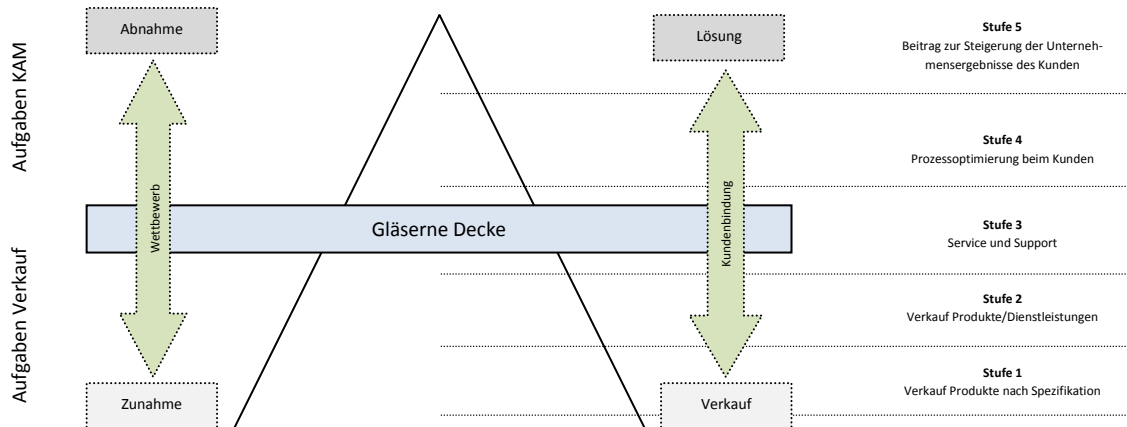 Aufgaben KAM
Aufgaben Verkauf
Abnahme
Wettbewerb
Zunahme
Gläserne Decke
Lösung
Kundenbindung
Verkauf
Stufe 5
Beitrag zur Steigerung der Unterneh-
mensergebnisse des Kunden
Stufe 4
Prozessoptimierung beim Kunden
Stufe 3
Service und Support
Stufe 2
Verkauf Produkte/Dienstleistungen
Stufe 1
Verkauf Produkte nach Spezifikation